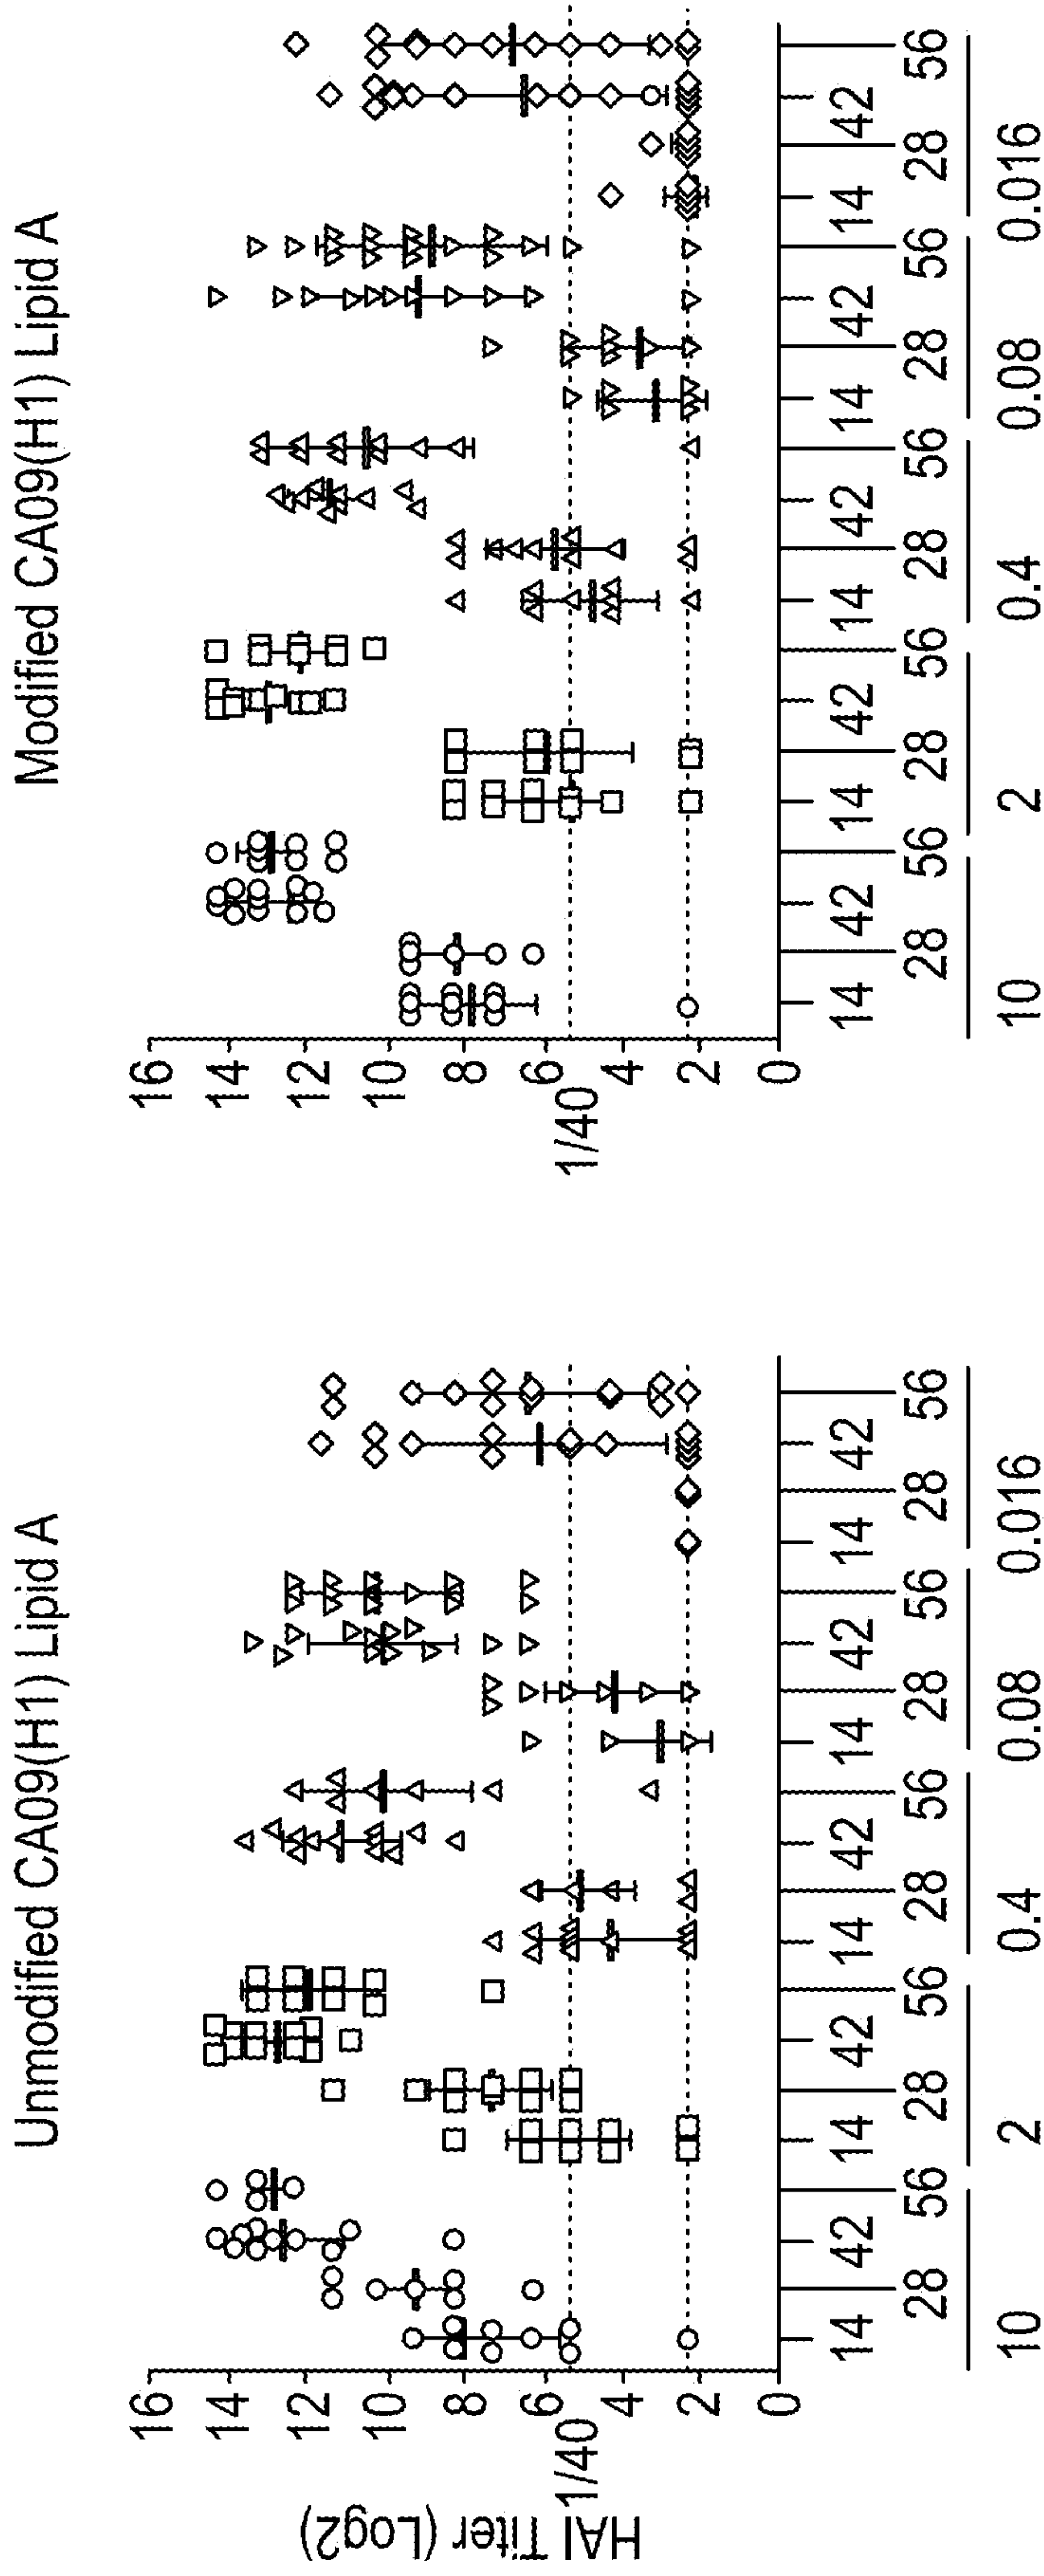 Unmodified CA09(H1) Lipid A
HAI Titer (Log2)
16
14
12
10
8
6
1/40
4
2
0
14 28 42 56 14 28 42 56 14 28 42 56 14 28 42 56 14 28 42 56
10 2 0.4 0.08 0.016
Modified CA09(H1) Lipid A
16
14
12
10
8
6
1/40
4
2
0
14 28 42 56 14 28 42 56 14 28 42 56 14 28 42 56 14 28 42 56
10 2 0.4 0.08 0.016